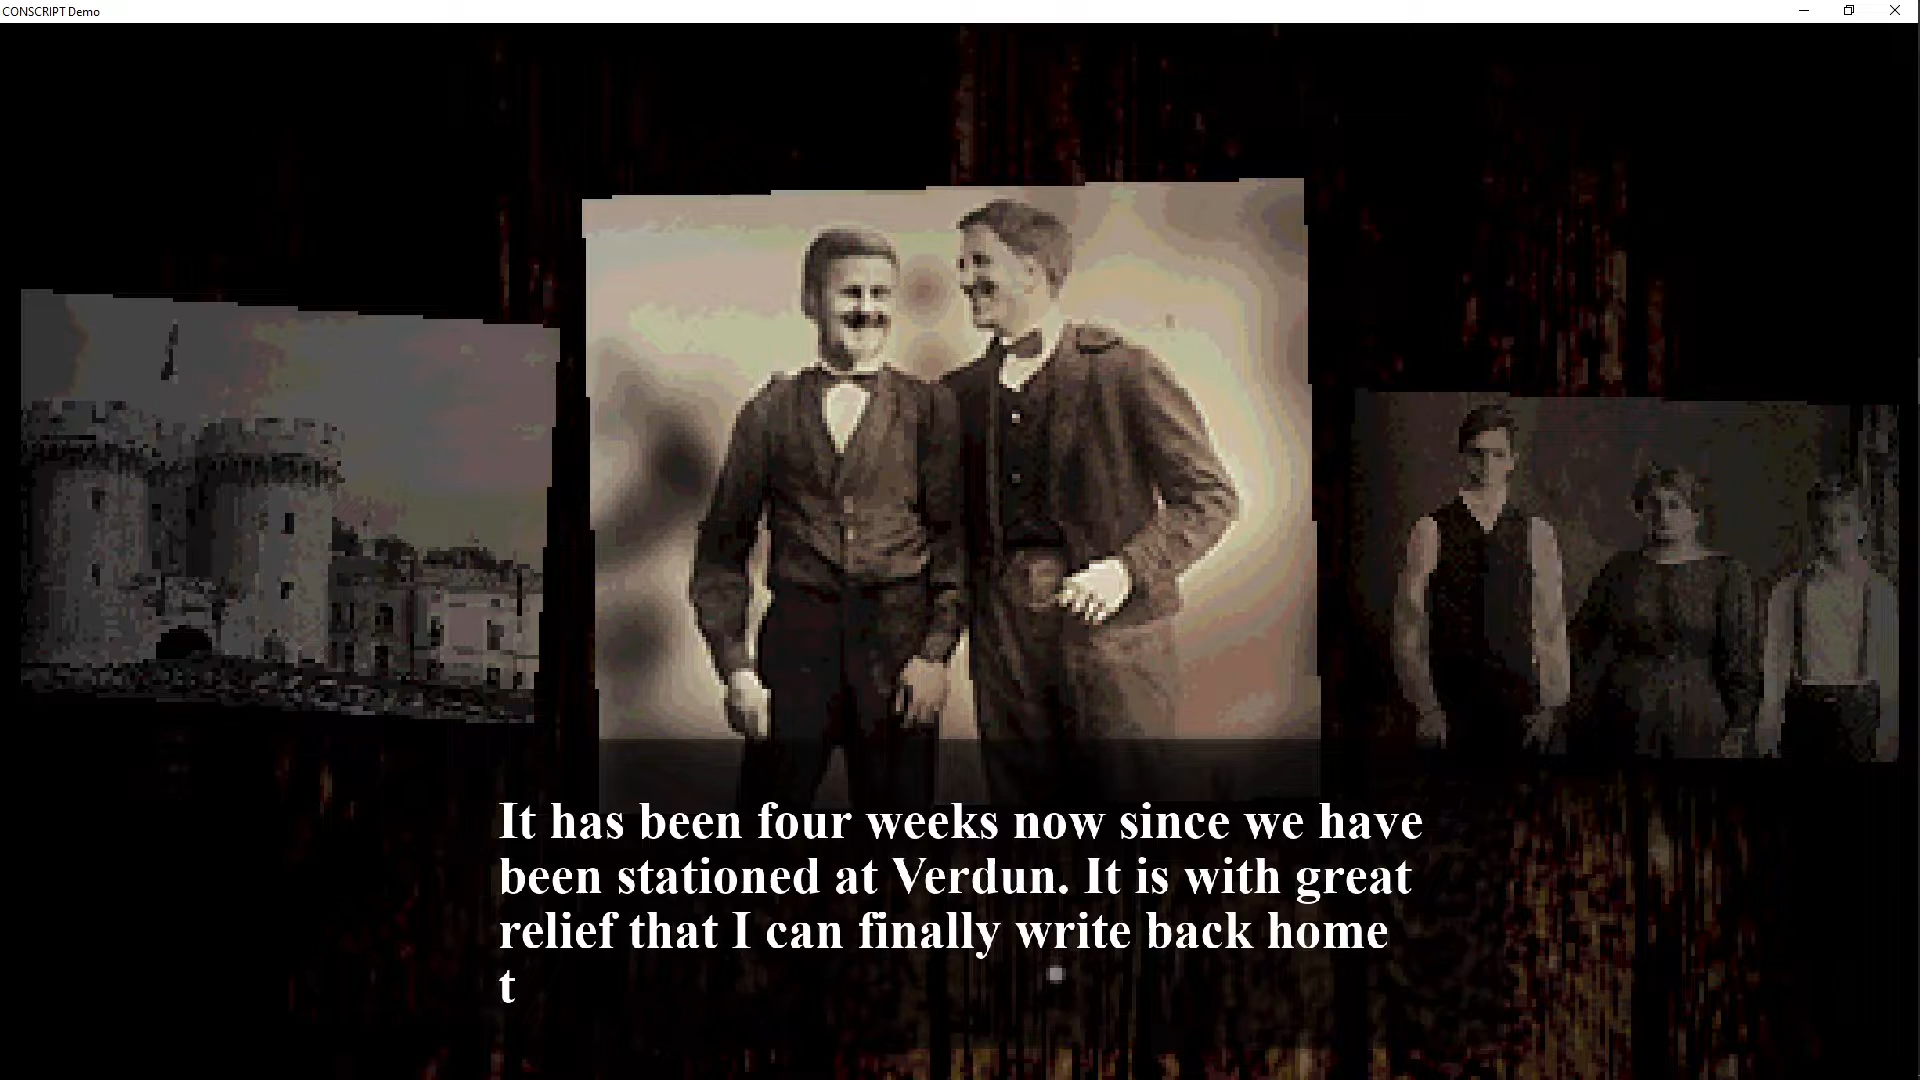 CONSCRIPT Demo
It has been four weeks now since we have
been stationed at Verdun. It is with great
relief that I can finally write back home
t